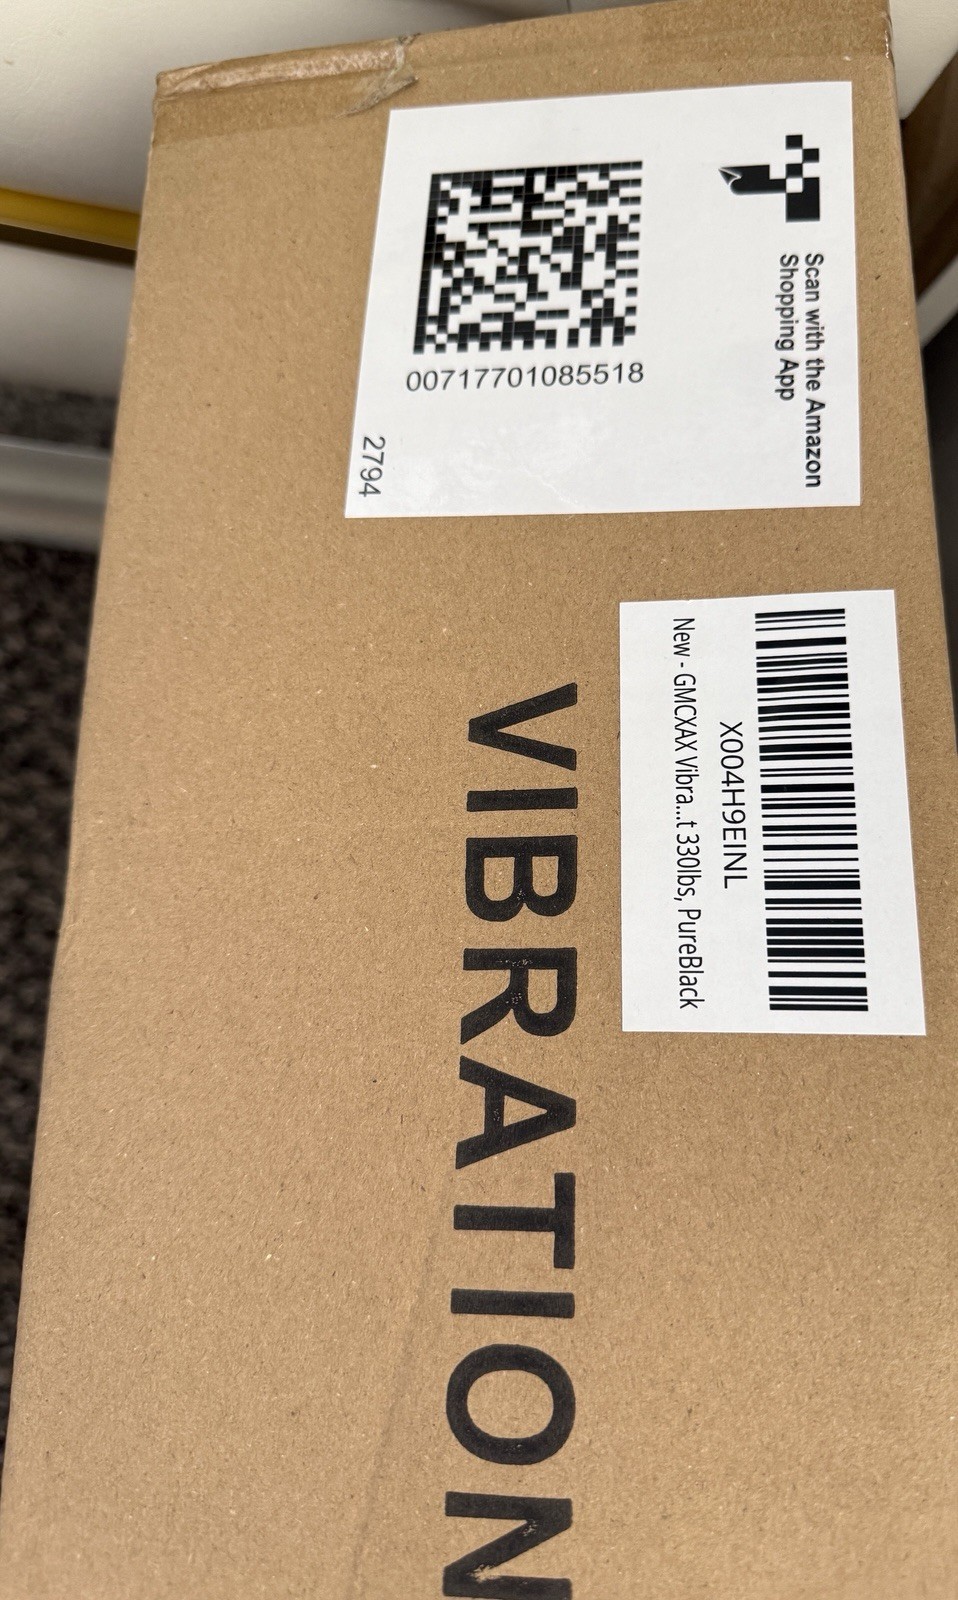 Scan with the Amazon
Shopping App
00717701085518
2794
X004H9EINL
New - GMCXAX Vibra...t 330lbs, PureBlack
VIBRATION